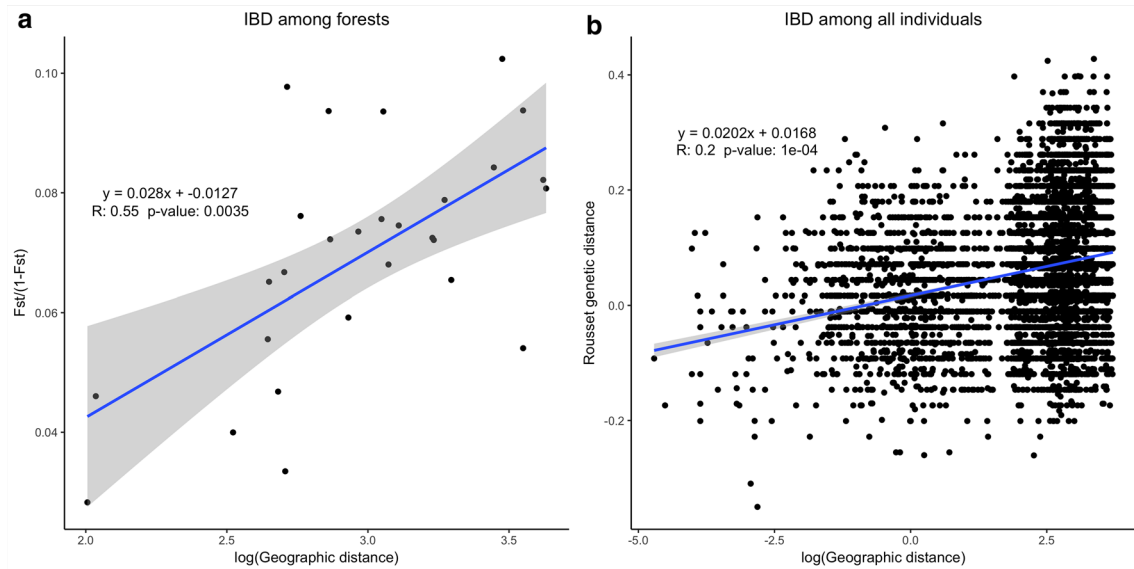 a
IBD among forests
y = 0.028x + -0.0127
R: 0.55 p-value: 0.0035
Fst/(1-Fst)
0.10
0.08
0.06
0.04
2.0
2.5
3.0
3.5
log(Geographic distance)
b
IBD among all individuals
y = 0.0202x + 0.0168
R: 0.2 p-value: 1e-04
Rousset genetic distance
0.4
0.2
0.0
-0.2
-5.0
-2.5
0.0
2.5
log(Geographic distance)